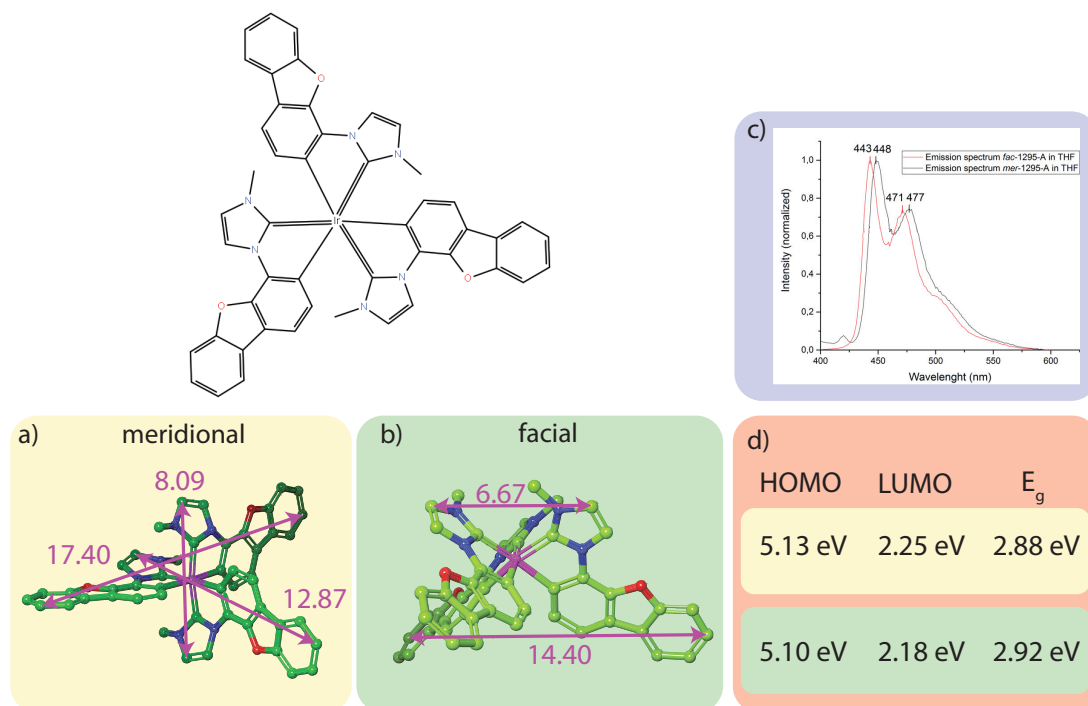 O
N
N
N
Ir
N
N
N
O
O
c)
443 448
471 477
Emission spectrum fac-1295-A in THF
Emission spectrum mer-1295-A in THF
Intensity (normalized)
1,0
0,8
0,6
0,4
0,2
0,0
400 450 500 550 600
Wavelenght (nm)
a) meridional
8.09
17.40
12.87
b) facial
6.67
14.40
d)
HOMO LUMO Eg
5.13 eV 2.25 eV 2.88 eV
5.10 eV 2.18 eV 2.92 eV